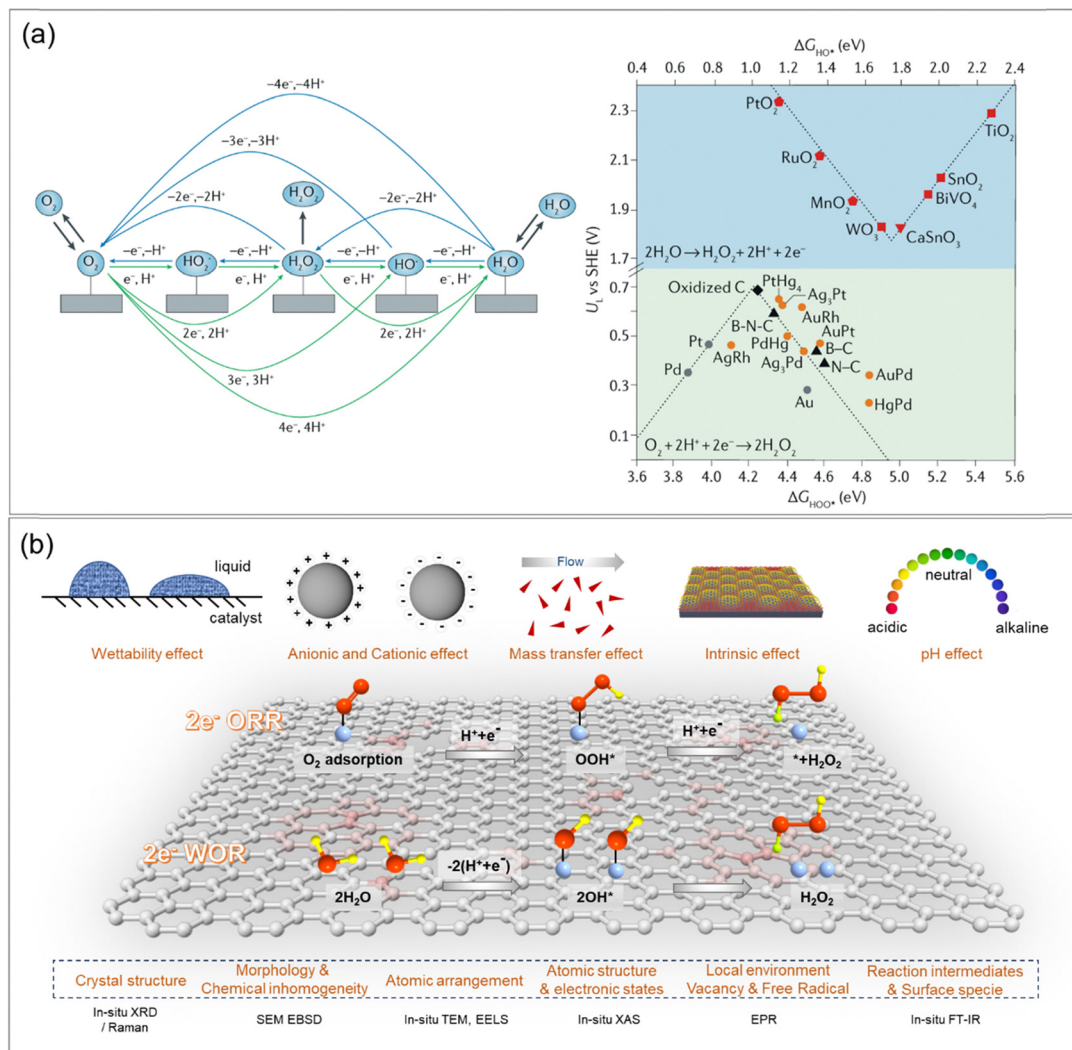 (a)
−4e⁻,−4H⁺
−3e⁻,−3H⁺
−2e⁻,−2H⁺
H₂O₂
−2e⁻,−2H⁺
O₂
H₂O
−e⁻,−H⁺
−e⁻,−H⁺
−e⁻,−H⁺
−e⁻,−H⁺
O₂
HO₂˙
H₂O₂
HO˙
H₂O
e⁻, H⁺
e⁻, H⁺
e⁻, H⁺
e⁻, H⁺
2e⁻, 2H⁺
2e⁻, 2H⁺
3e⁻, 3H⁺
4e⁻, 4H⁺
ΔG_HO* (eV)
0.4 0.6 0.8 1.0 1.2 1.4 1.6 1.8 2.0 2.2 2.4
U_L vs SHE (V)
2.3
2.1
1.9
1.7
0.7
0.5
0.3
0.1
PtO₂
TiO₂
RuO₂
SnO₂
BiVO₄
MnO₂
WO₃
CaSnO₃
2H₂O → H₂O₂ + 2H⁺ + 2e⁻
Oxidized C
PtHg₄
Ag₃Pt
AuRh
B-N-C
AuPt
Pt
PdHg
B–C
AgRh
Ag₃Pd
N–C
Pd
AuPd
Au
HgPd
O₂ + 2H⁺ + 2e⁻ → 2H₂O₂
3.6 3.8 4.0 4.2 4.4 4.6 4.8 5.0 5.2 5.4 5.6
ΔG_HOO* (eV)
(b)
liquid
catalyst
Flow
neutral
acidic
alkaline
Wettability effect
Anionic and Cationic effect
Mass transfer effect
Intrinsic effect
pH effect
2e⁻ ORR
O₂ adsorption
H⁺+e⁻
OOH*
H⁺+e⁻
*+H₂O₂
2e⁻ WOR
2H₂O
-2(H⁺+e⁻)
2OH*
H₂O₂
Crystal structure
Morphology &
Chemical inhomogeneity
Atomic arrangement
Atomic structure
& electronic states
Local environment
Vacancy & Free Radical
Reaction intermediates
& Surface specie
In-situ XRD
/ Raman
SEM EBSD
In-situ TEM, EELS
In-situ XAS
EPR
In-situ FT-IR